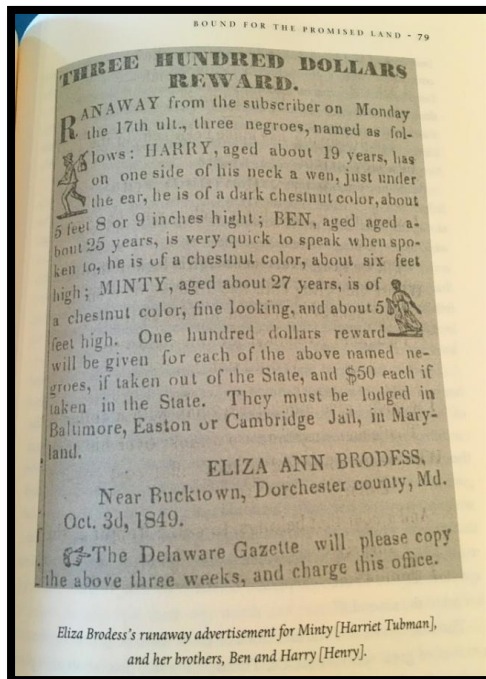 BOUND FOR THE PROMISED LAND - 79
THREE HUNDRED DOLLARS
REWARD.
RANAWAY from the subscriber on Monday
the 17th ult., three negroes, named as fol-
lows: HARRY, aged about 19 years, has
on one side of his neck a wen, just under
the ear, he is of a dark chestnut color, about
5 feet 8 or 9 inches hight; BEN, aged aged a-
bout 25 years, is very quick to speak when spo-
ken to, he is of a chestnut color, about six feet
high; MINTY, aged about 27 years, is of
a chestnut color, fine looking, and about 5
feet high. One hundred dollars reward
will be given for each of the above named ne-
groes, if taken out of the State, and $50 each if
taken in the State. They must be lodged in
Baltimore, Easton or Cambridge Jail, in Mary-
land.
ELIZA ANN BRODESS,
Near Bucktown, Dorchester county, Md.
Oct. 3d, 1849.
The Delaware Gazette will please copy
the above three weeks, and charge this office.
Eliza Brodess's runaway advertisement for Minty [Harriet Tubman],
and her brothers, Ben and Harry [Henry].